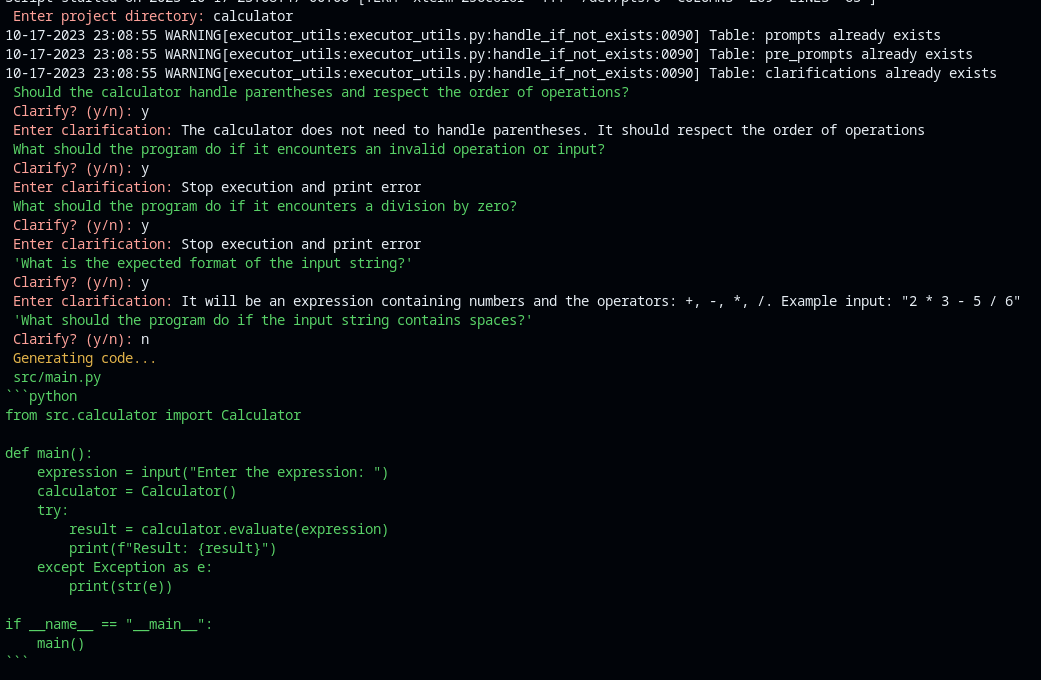 Enter project directory: calculator
10-17-2023 23:08:55 WARNING[executor_utils:executor_utils.py:handle_if_not_exists:0090] Table: prompts already exists
10-17-2023 23:08:55 WARNING[executor_utils:executor_utils.py:handle_if_not_exists:0090] Table: pre_prompts already exists
10-17-2023 23:08:55 WARNING[executor_utils:executor_utils.py:handle_if_not_exists:0090] Table: clarifications already exists
Should the calculator handle parentheses and respect the order of operations?
Clarify? (y/n): y
Enter clarification: The calculator does not need to handle parentheses. It should respect the order of operations
What should the program do if it encounters an invalid operation or input?
Clarify? (y/n): y
Enter clarification: Stop execution and print error
What should the program do if it encounters a division by zero?
Clarify? (y/n): y
Enter clarification: Stop execution and print error
'What is the expected format of the input string?'
Clarify? (y/n): y
Enter clarification: It will be an expression containing numbers and the operators: +, -, *, /. Example input: "2 * 3 - 5 / 6"
'What should the program do if the input string contains spaces?'
Clarify? (y/n): n
Generating code...
src/main.py
```python
from src.calculator import Calculator

def main():
    expression = input("Enter the expression: ")
    calculator = Calculator()
    try:
        result = calculator.evaluate(expression)
        print(f"Result: {result}")
    except Exception as e:
        print(str(e))

if __name__ == "__main__":
    main()
```